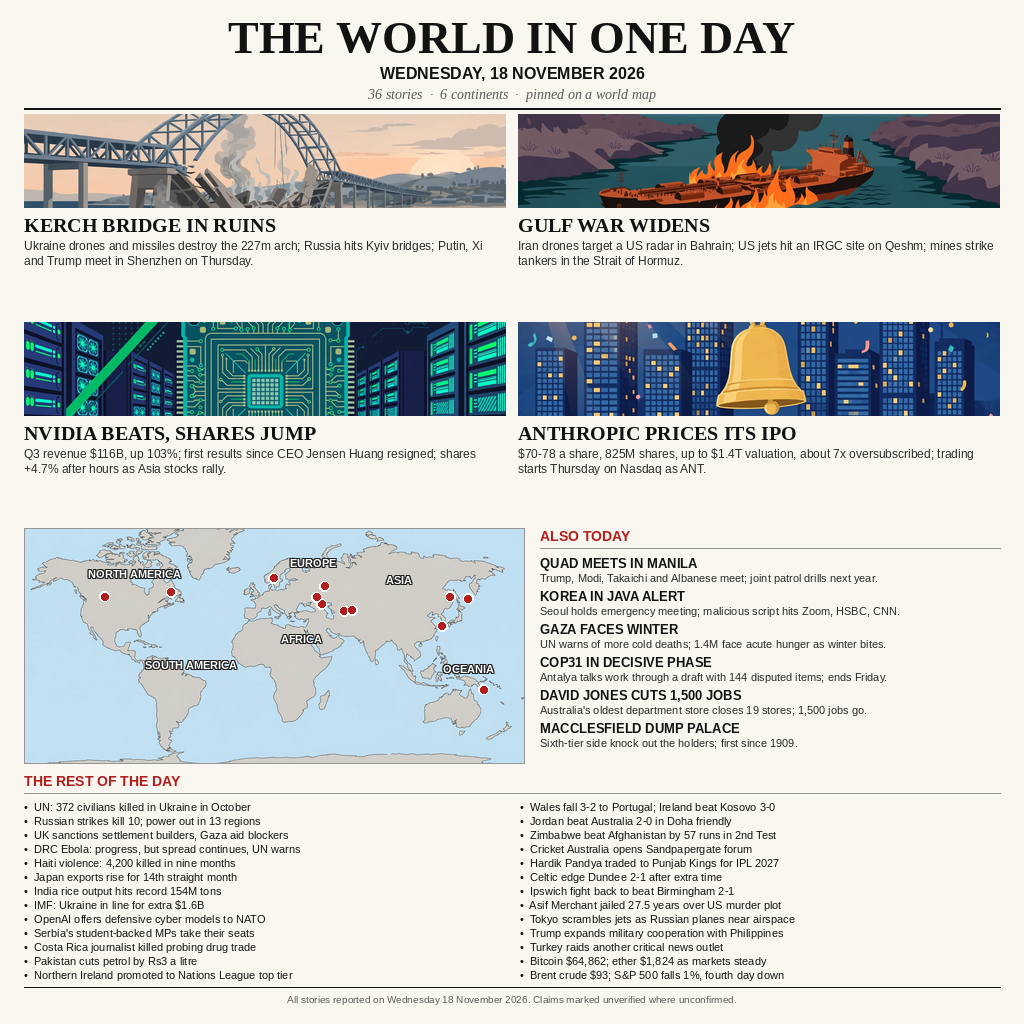 THE WORLD IN ONE DAY
WEDNESDAY, 18 NOVEMBER 2026
36 stories · 6 continents · pinned on a world map
KERCH BRIDGE IN RUINS
Ukraine drones and missiles destroy the 227m arch; Russia hits Kyiv bridges; Putin, Xi
and Trump meet in Shenzhen on Thursday.
GULF WAR WIDENS
Iran drones target a US radar in Bahrain; US jets hit an IRGC site on Qeshm; mines strike
tankers in the Strait of Hormuz.
NVIDIA BEATS, SHARES JUMP
Q3 revenue $116B, up 103%; first results since CEO Jensen Huang resigned; shares
+4.7% after hours as Asia stocks rally.
ANTHROPIC PRICES ITS IPO
$70-78 a share, 825M shares, up to $1.4T valuation, about 7x oversubscribed; trading
starts Thursday on Nasdaq as ANT.
NORTH AMERICA
EUROPE
ASIA
AFRICA
SOUTH AMERICA
OCEANIA
ALSO TODAY
QUAD MEETS IN MANILA
Trump, Modi, Takaichi and Albanese meet; joint patrol drills next year.
KOREA IN JAVA ALERT
Seoul holds emergency meeting; malicious script hits Zoom, HSBC, CNN.
GAZA FACES WINTER
UN warns of more cold deaths; 1.4M face acute hunger as winter bites.
COP31 IN DECISIVE PHASE
Antalya talks work through a draft with 144 disputed items; ends Friday.
DAVID JONES CUTS 1,500 JOBS
Australia's oldest department store closes 19 stores; 1,500 jobs go.
MACCLESFIELD DUMP PALACE
Sixth-tier side knock out the holders; first since 1909.
THE REST OF THE DAY
• UN: 372 civilians killed in Ukraine in October
• Russian strikes kill 10; power out in 13 regions
• UK sanctions settlement builders, Gaza aid blockers
• DRC Ebola: progress, but spread continues, UN warns
• Haiti violence: 4,200 killed in nine months
• Japan exports rise for 14th straight month
• India rice output hits record 154M tons
• IMF: Ukraine in line for extra $1.6B
• OpenAI offers defensive cyber models to NATO
• Serbia's student-backed MPs take their seats
• Costa Rica journalist killed probing drug trade
• Pakistan cuts petrol by Rs3 a litre
• Northern Ireland promoted to Nations League top tier
• Wales fall 3-2 to Portugal; Ireland beat Kosovo 3-0
• Jordan beat Australia 2-0 in Doha friendly
• Zimbabwe beat Afghanistan by 57 runs in 2nd Test
• Cricket Australia opens Sandpapergate forum
• Hardik Pandya traded to Punjab Kings for IPL 2027
• Celtic edge Dundee 2-1 after extra time
• Ipswich fight back to beat Birmingham 2-1
• Asif Merchant jailed 27.5 years over US murder plot
• Tokyo scrambles jets as Russian planes near airspace
• Trump expands military cooperation with Philippines
• Turkey raids another critical news outlet
• Bitcoin $64,862; ether $1,824 as markets steady
• Brent crude $93; S&P 500 falls 1%, fourth day down
All stories reported on Wednesday 18 November 2026. Claims marked unverified where unconfirmed.